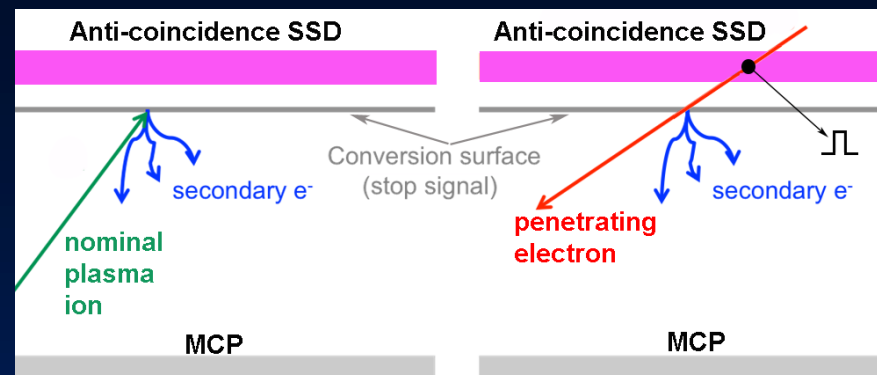 Anti-coincidence SSD
Anti-coincidence SSD
Conversion surface
(stop signal)
secondary e-
secondary e-
nominal
plasma
ion
penetrating
electron
MCP
MCP